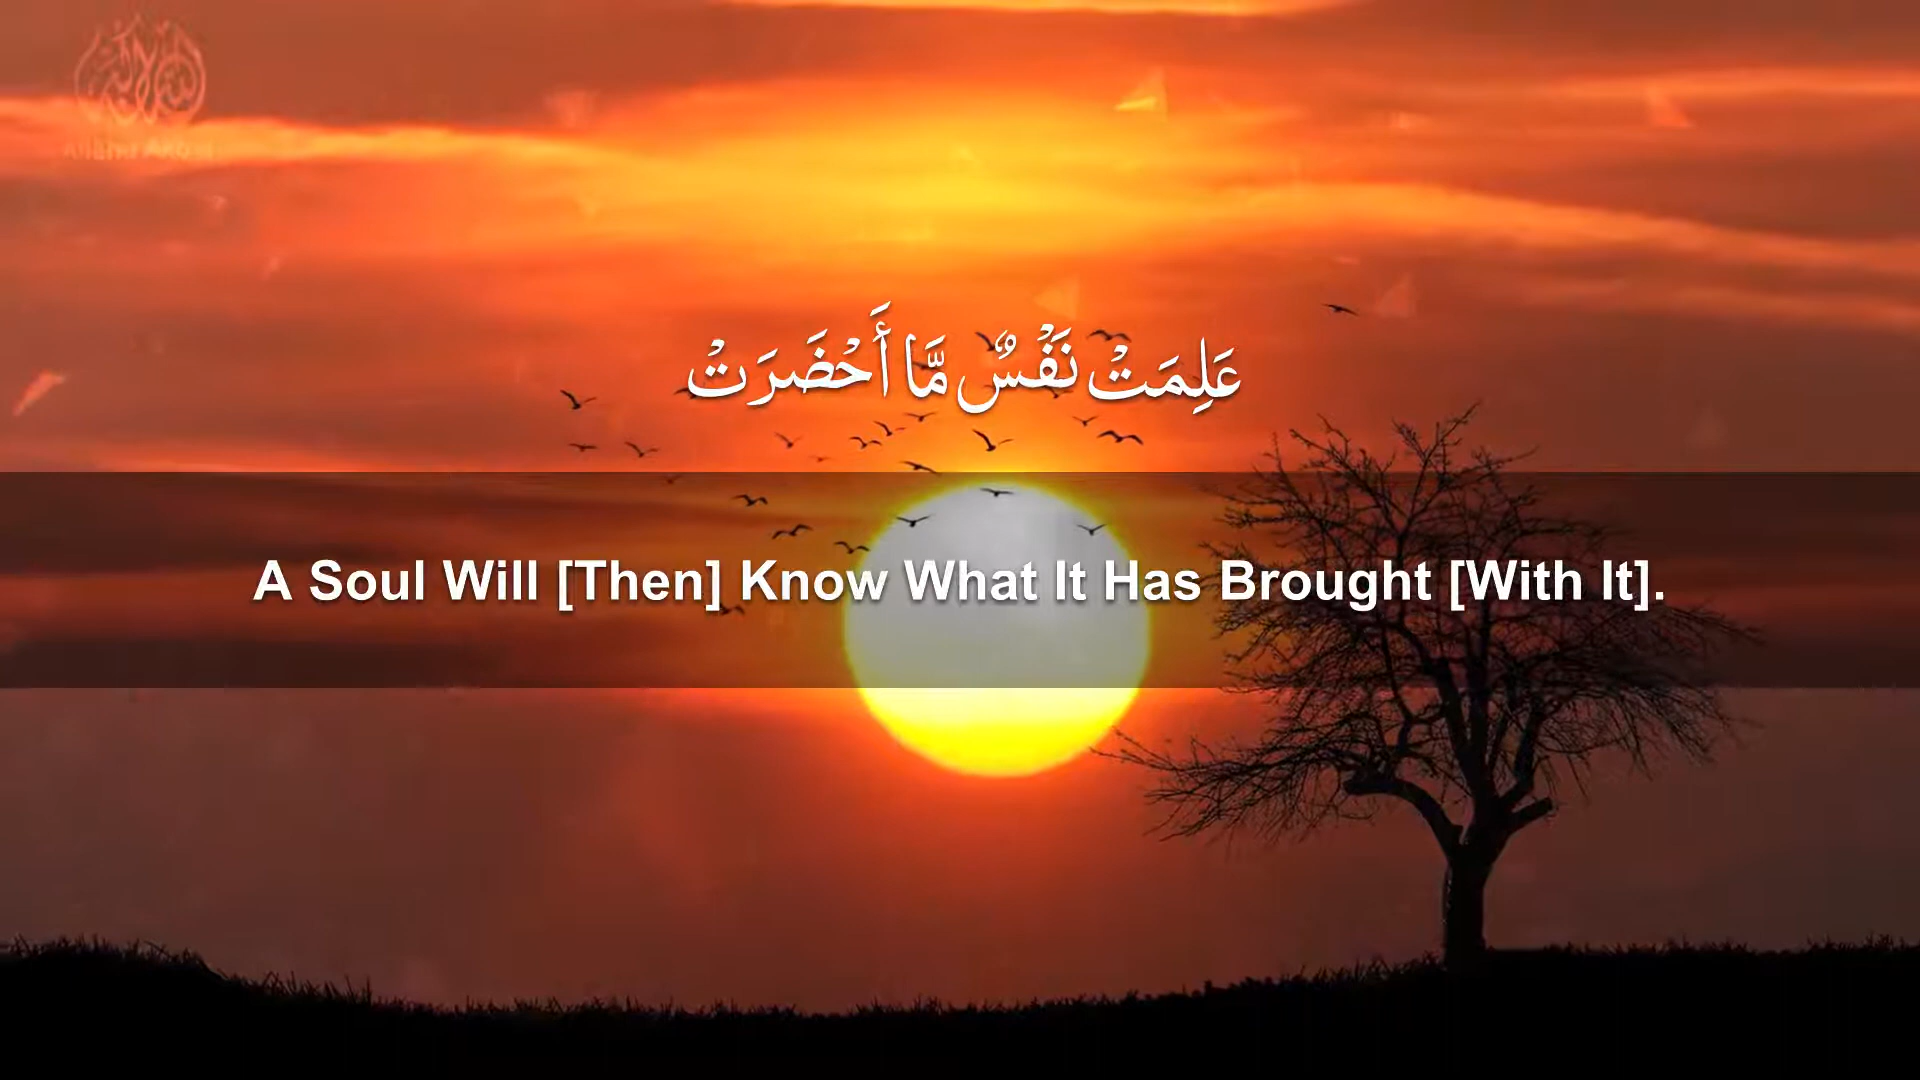 عَلِمَتْ نَفْسٌ مَّا أَحْضَرَتْ
A Soul Will [Then] Know What It Has Brought [With It].